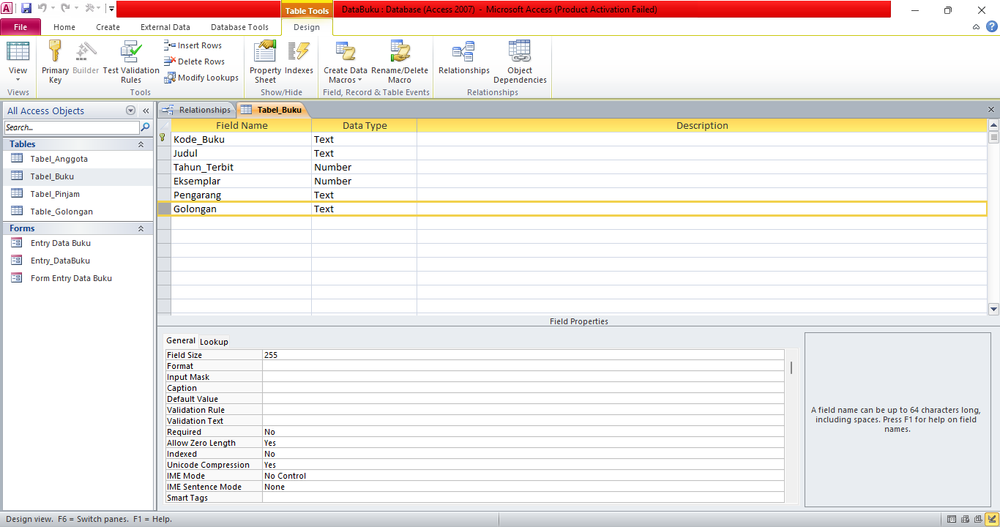 Table Tools
DataBuku : Database (Access 2007) - Microsoft Access (Product Activation Failed)
File Home Create External Data Database Tools Design
View
Primary Key
Builder
Test Validation Rules
Insert Rows
Delete Rows
Modify Lookups
Property Sheet
Indexes
Create Data Macros
Rename/Delete Macro
Relationships
Object Dependencies
Views Tools Show/Hide Field, Record & Table Events Relationships
All Access Objects
Search...
Tables
Tabel_Anggota
Tabel_Buku
Tabel_Pinjam
Table_Golongan
Forms
Entry Data Buku
Entry_DataBuku
Form Entry Data Buku
Relationships Tabel_Buku
Field Name Data Type Description
Kode_Buku Text
Judul Text
Tahun_Terbit Number
Eksemplar Number
Pengarang Text
Golongan Text
Field Properties
General Lookup
Field Size 255
Format
Input Mask
Caption
Default Value
Validation Rule
Validation Text
Required No
Allow Zero Length Yes
Indexed No
Unicode Compression Yes
IME Mode No Control
IME Sentence Mode None
Smart Tags
A field name can be up to 64 characters long,
including spaces. Press F1 for help on field
names.
Design view. F6 = Switch panes. F1 = Help.